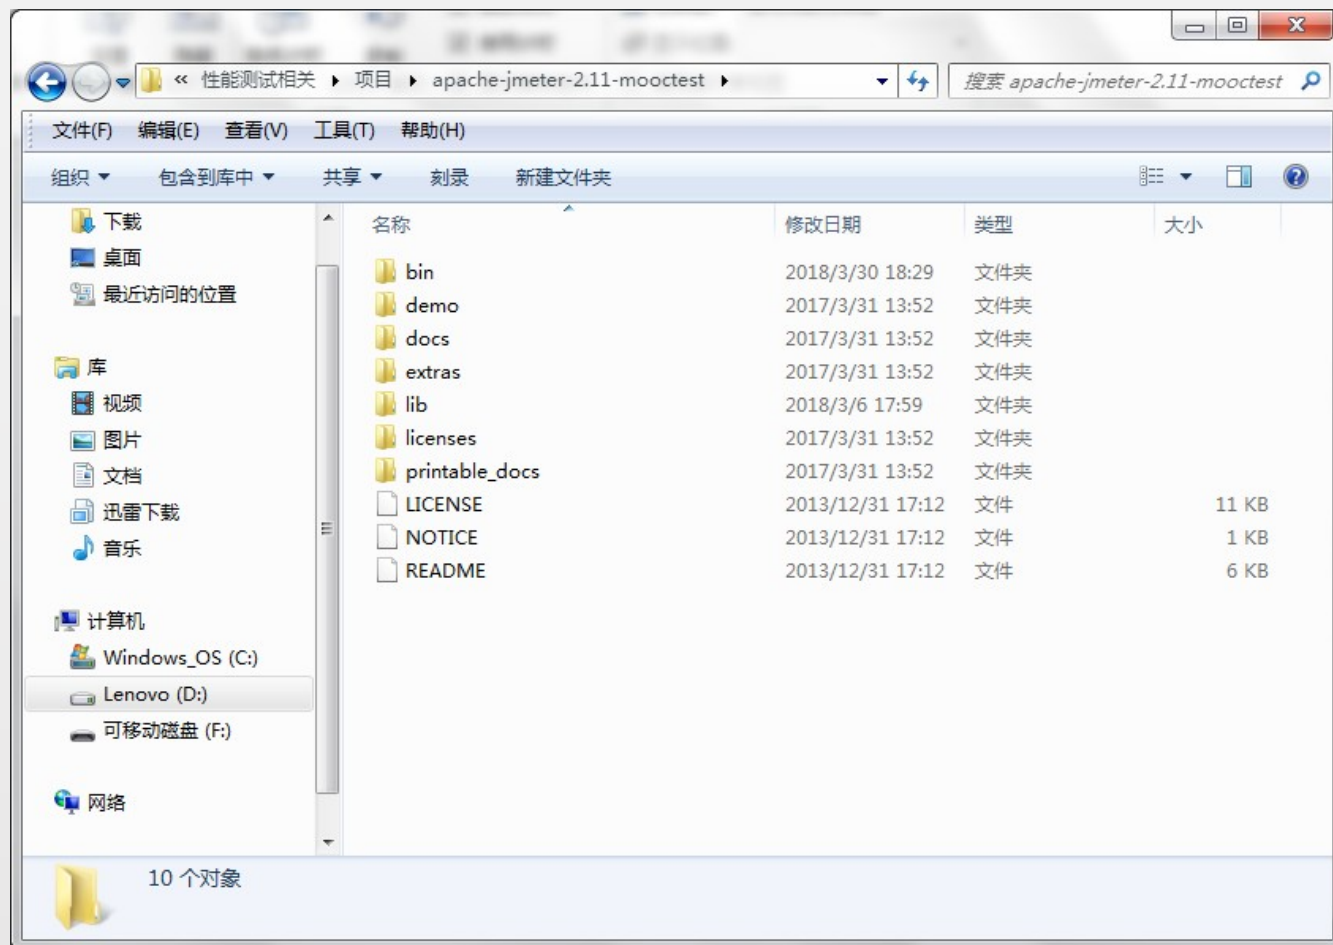 « 性能测试相关 ▸ 项目 ▸ apache-jmeter-2.11-mooctest ▸
搜索 apache-jmeter-2.11-mooctest
文件(F) 编辑(E) 查看(V) 工具(T) 帮助(H)
组织 包含到库中 共享 刻录 新建文件夹
下载
桌面
最近访问的位置
库
视频
图片
文档
迅雷下载
音乐
计算机
Windows_OS (C:)
Lenovo (D:)
可移动磁盘 (F:)
网络
名称 修改日期 类型 大小
bin 2018/3/30 18:29 文件夹
demo 2017/3/31 13:52 文件夹
docs 2017/3/31 13:52 文件夹
extras 2017/3/31 13:52 文件夹
lib 2018/3/6 17:59 文件夹
licenses 2017/3/31 13:52 文件夹
printable_docs 2017/3/31 13:52 文件夹
LICENSE 2013/12/31 17:12 文件 11 KB
NOTICE 2013/12/31 17:12 文件 1 KB
README 2013/12/31 17:12 文件 6 KB
10 个对象